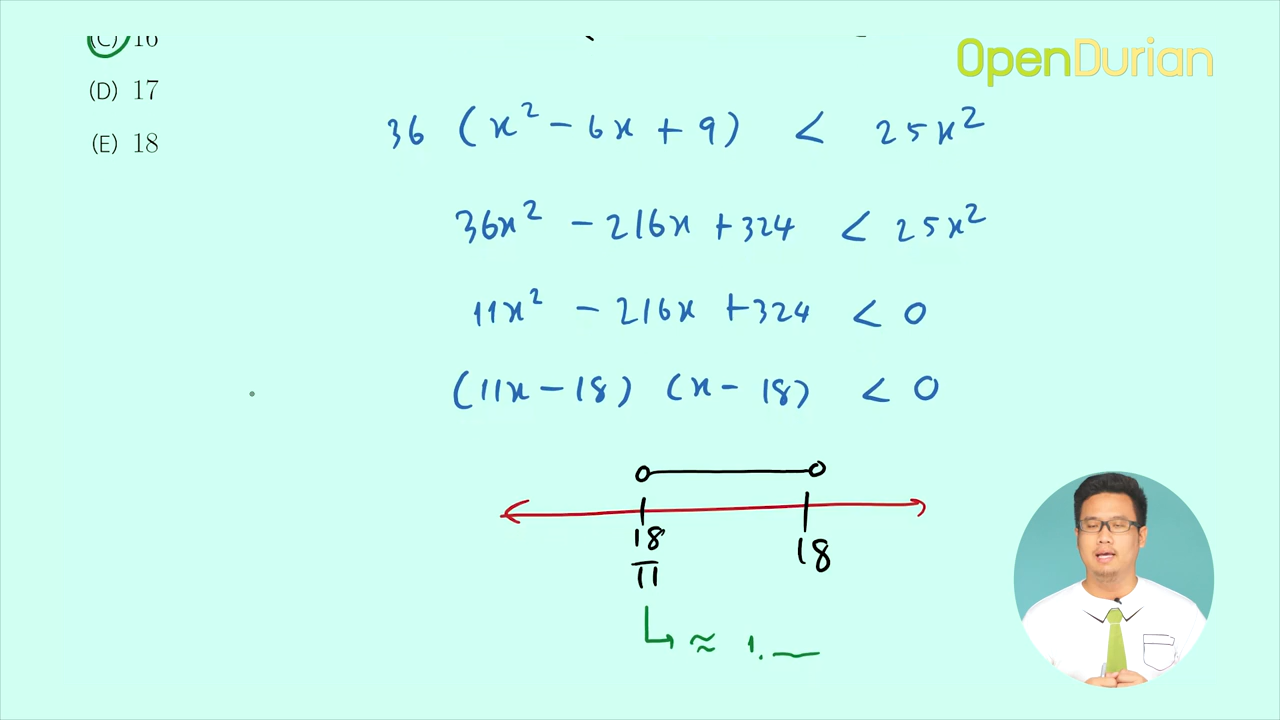 (C) 16
OpenDurian
(D) 17
36 (x² - 6x + 9) < 25x²
(E) 18
36x² - 216x + 324 < 25x²
11x² - 216x + 324 < 0
(11x - 18) (x - 18) < 0
18
11
18
≈ 1.